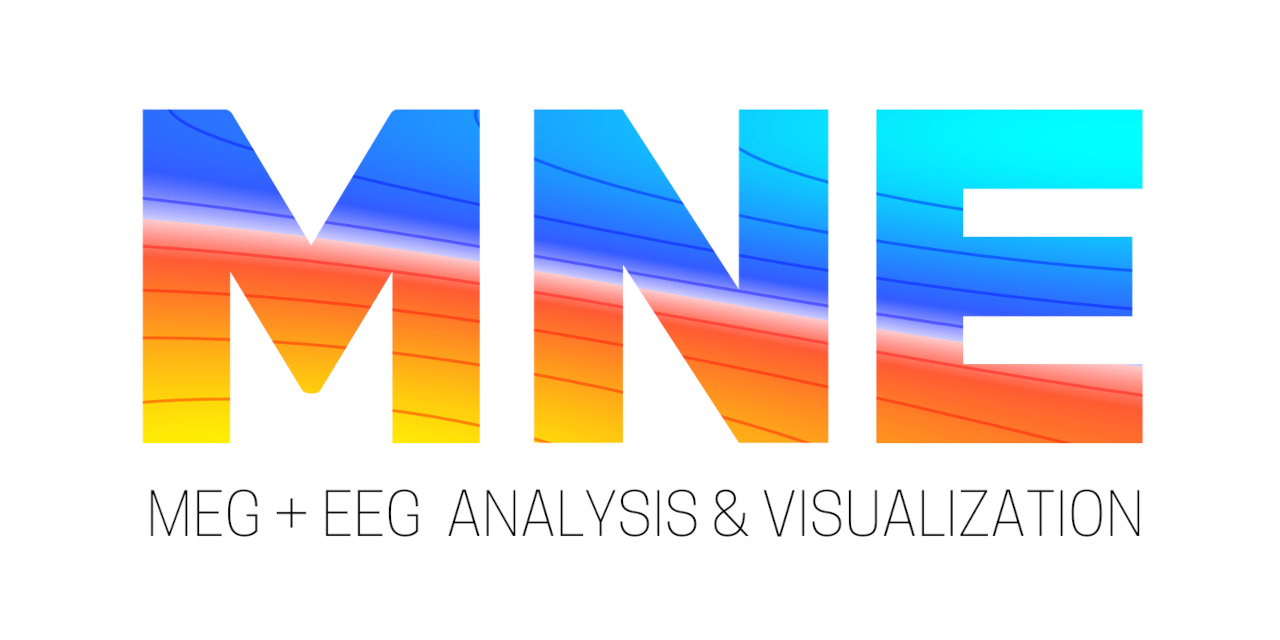 MNE
MEG + EEG ANALYSIS & VISUALIZATION